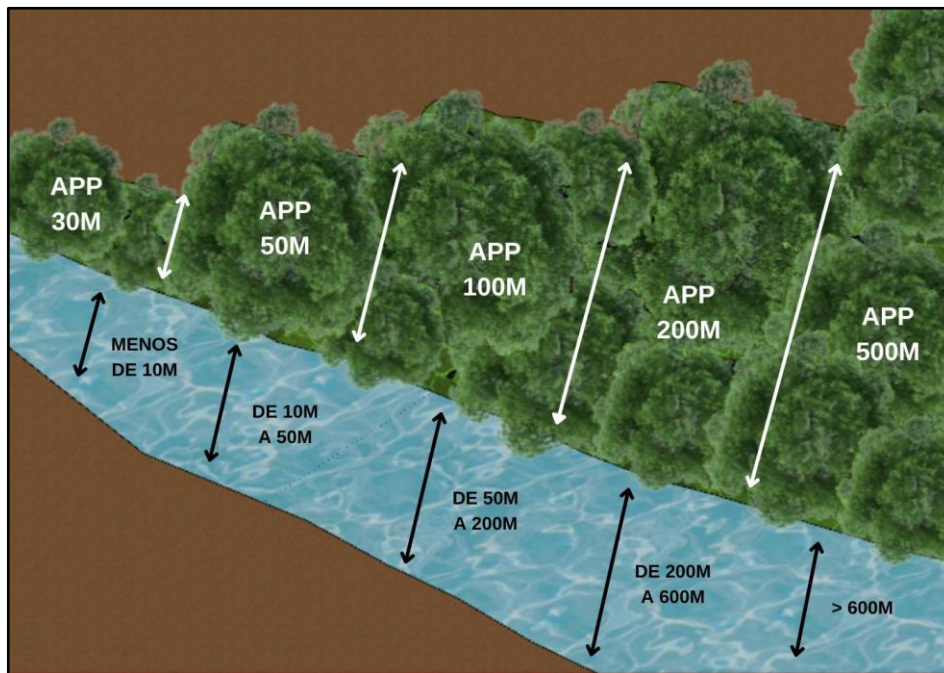 APP
30M
APP
50M
APP
100M
APP
200M
APP
500M
MENOS
DE 10M
DE 10M
A 50M
DE 50M
A 200M
DE 200M
A 600M
> 600M